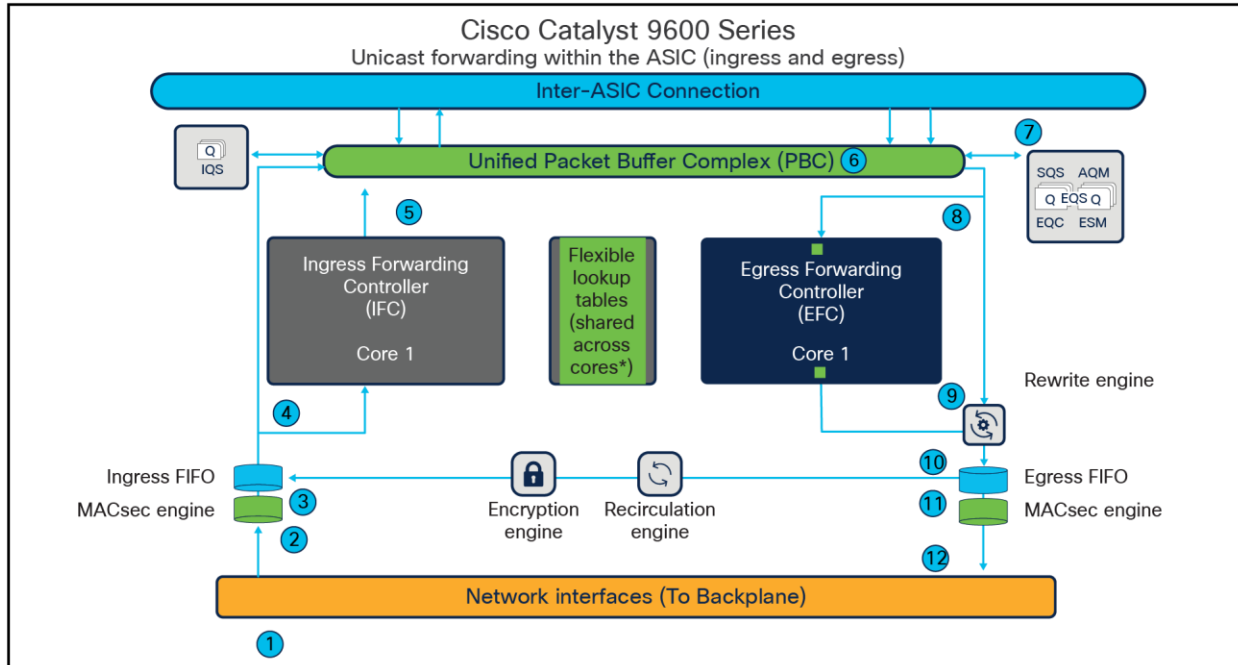 Cisco Catalyst 9600 Series
Unicast forwarding within the ASIC (ingress and egress)
Inter-ASIC Connection
Q
IQS
Unified Packet Buffer Complex (PBC)
6
7
SQS AQM
Q EQS Q
EQC ESM
5
8
Ingress Forwarding
Controller
(IFC)
Core 1
Flexible
lookup
tables
(shared
across
cores*)
Egress Forwarding
Controller
(EFC)
Core 1
4
9
Rewrite engine
Ingress FIFO
MACsec engine
3
2
Encryption
engine
Recirculation
engine
10
Egress FIFO
11
MACsec engine
12
Network interfaces (To Backplane)
1